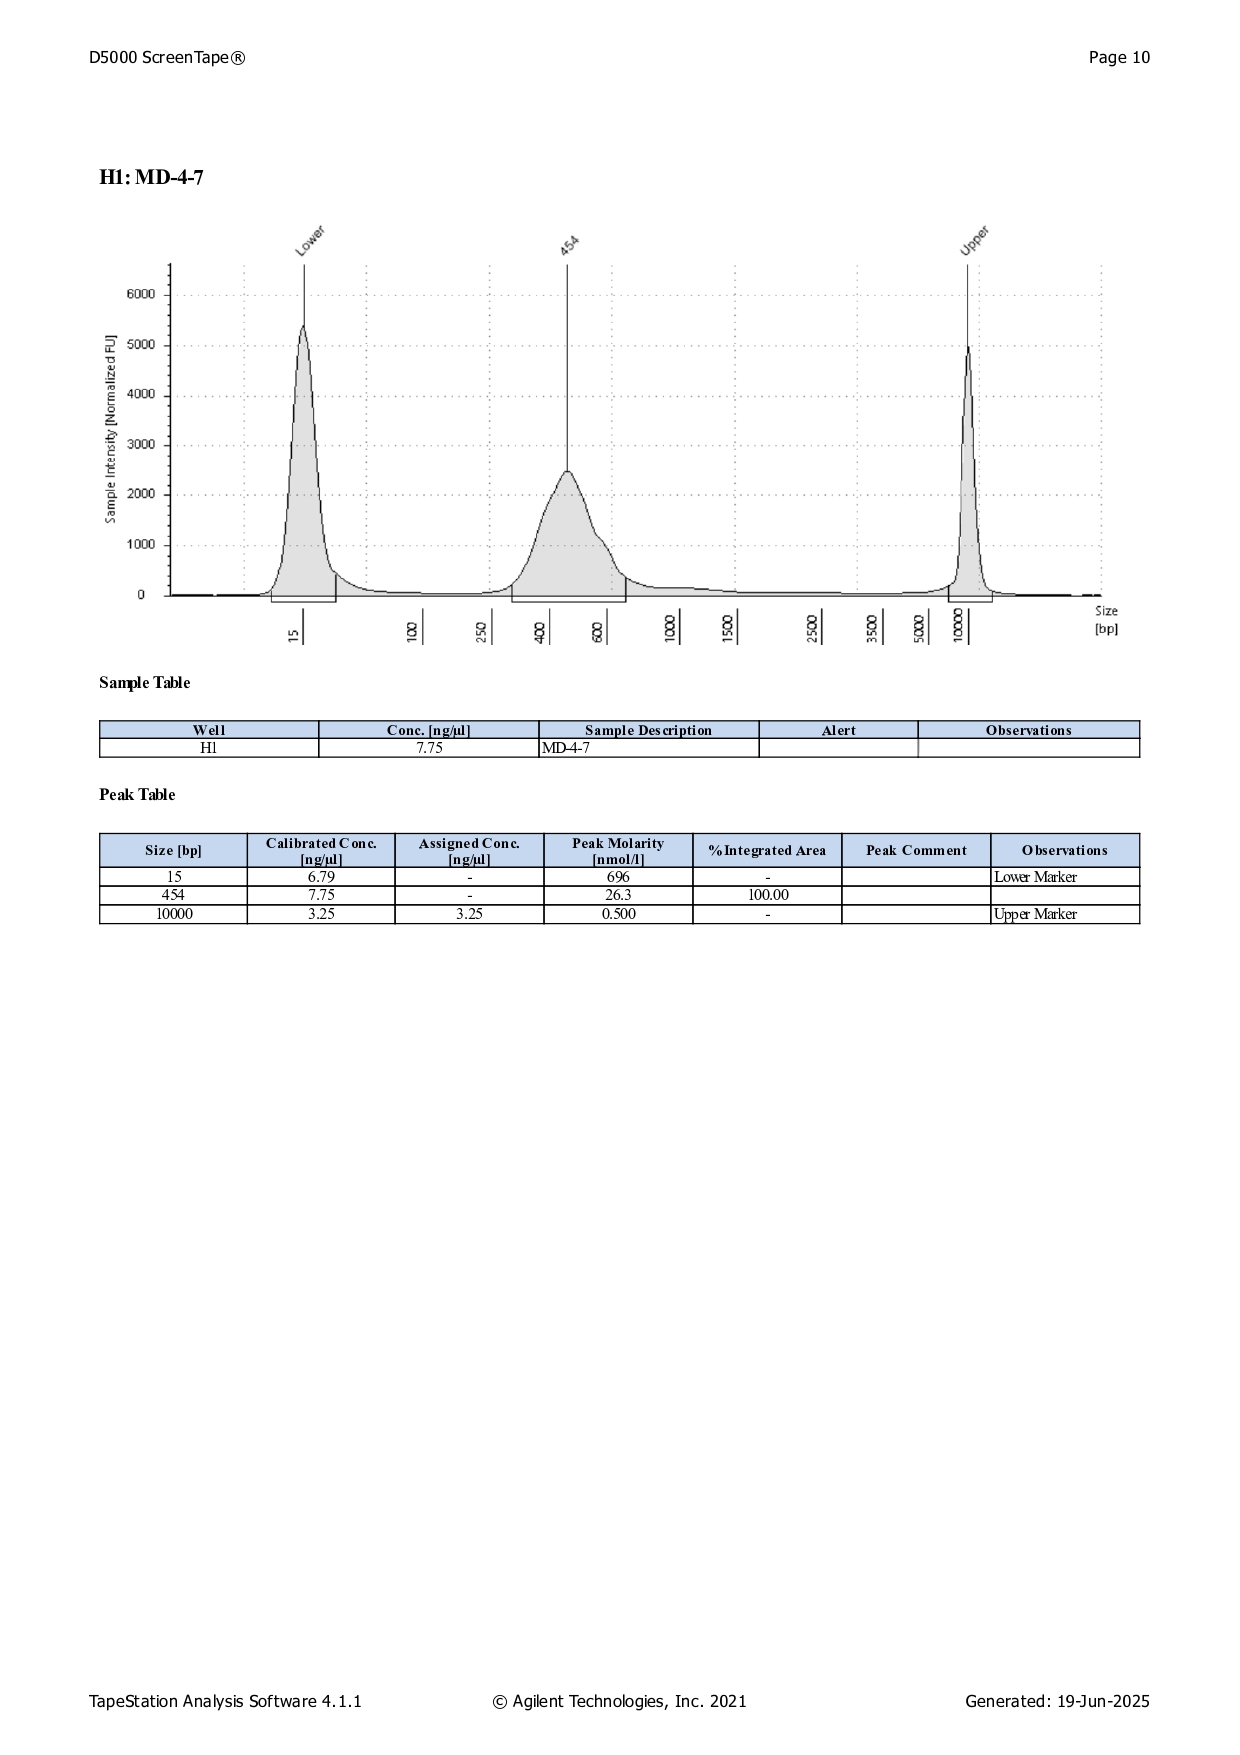 D5000 ScreenTape® Page 10
H1: MD-4-7
Lower 454 Upper
Sample Intensity [Normalized FU]
6000
5000
4000
3000
2000
1000
0
15 100 250 400 600 1000 1500 2500 3500 5000 10000 Size [bp]
Sample Table
Well Conc. [ng/µl] Sample Description Alert Observations
H1 7.75 MD-4-7
Peak Table
Size [bp] Calibrated Conc. [ng/µl] Assigned Conc. [ng/µl] Peak Molarity [nmol/l] % Integrated Area Peak Comment Observations
15 6.79 - 696 - Lower Marker
454 7.75 - 26.3 100.00
10000 3.25 3.25 0.500 - Upper Marker
TapeStation Analysis Software 4.1.1 © Agilent Technologies, Inc. 2021 Generated: 19-Jun-2025